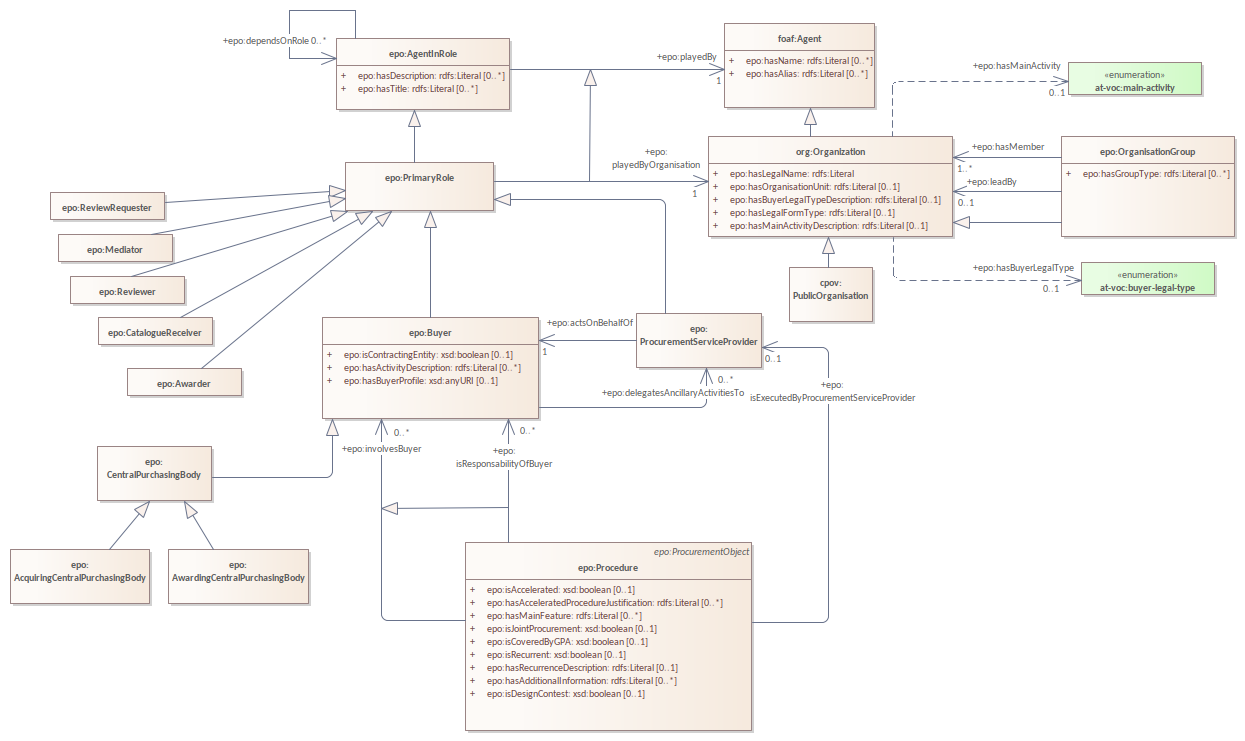 epo:AgentInRole
+ epo:hasDescription: rdfs:Literal [0..*]
+ epo:hasTitle: rdfs:Literal [0..*]
+epo:dependsOnRole 0..*
+epo:playedBy
1
foaf:Agent
+ epo:hasName: rdfs:Literal [0..*]
+ epo:hasAlias: rdfs:Literal [0..*]
+epo:hasMainActivity
0..1
«enumeration»
at-voc:main-activity
epo:PrimaryRole
+epo:
playedByOrganisation
1
org:Organization
+ epo:hasLegalName: rdfs:Literal
+ epo:hasOrganisationUnit: rdfs:Literal [0..1]
+ epo:hasBuyerLegalTypeDescription: rdfs:Literal [0..1]
+ epo:hasLegalFormType: rdfs:Literal [0..1]
+ epo:hasMainActivityDescription: rdfs:Literal [0..1]
+epo:hasMember
1..*
+epo:leadBy
0..1
epo:OrganisationGroup
+ epo:hasGroupType: rdfs:Literal [0..*]
epo:ReviewRequester
epo:Mediator
epo:Reviewer
epo:CatalogueReceiver
epo:Awarder
cpov:
PublicOrganisation
+epo:hasBuyerLegalType
0..1
«enumeration»
at-voc:buyer-legal-type
epo:Buyer
+ epo:isContractingEntity: xsd:boolean [0..1]
+ epo:hasActivityDescription: rdfs:Literal [0..*]
+ epo:hasBuyerProfile: xsd:anyURI [0..1]
+epo:actsOnBehalfOf
1
epo:
ProcurementServiceProvider
0..1
0..*
+epo:delegatesAncillaryActivitiesTo
+epo:
isExecutedByProcurementServiceProvider
0..*
+epo:involvesBuyer
0..*
+epo:
isResponsabilityOfBuyer
epo:
CentralPurchasingBody
epo:
AcquiringCentralPurchasingBody
epo:
AwardingCentralPurchasingBody
epo:ProcurementObject
epo:Procedure
+ epo:isAccelerated: xsd:boolean [0..1]
+ epo:hasAcceleratedProcedureJustification: rdfs:Literal [0..*]
+ epo:hasMainFeature: rdfs:Literal [0..*]
+ epo:isJointProcurement: xsd:boolean [0..1]
+ epo:isCoveredByGPA: xsd:boolean [0..1]
+ epo:isRecurrent: xsd:boolean [0..1]
+ epo:hasRecurrenceDescription: rdfs:Literal [0..1]
+ epo:hasAdditionalInformation: rdfs:Literal [0..*]
+ epo:isDesignContest: xsd:boolean [0..1]